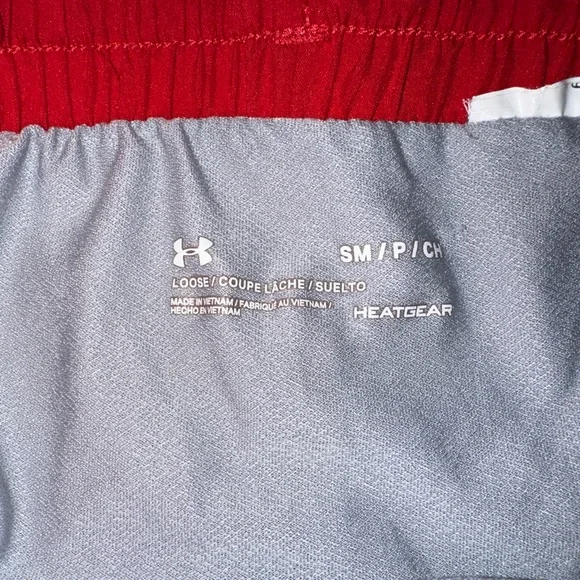 SM / P / CH
LOOSE / COUPE LÂCHE / SUELTO
MADE IN VIETNAM / FABRIQUÉ AU VIETNAM /
HECHO EN VIETNAM
HEATGEAR